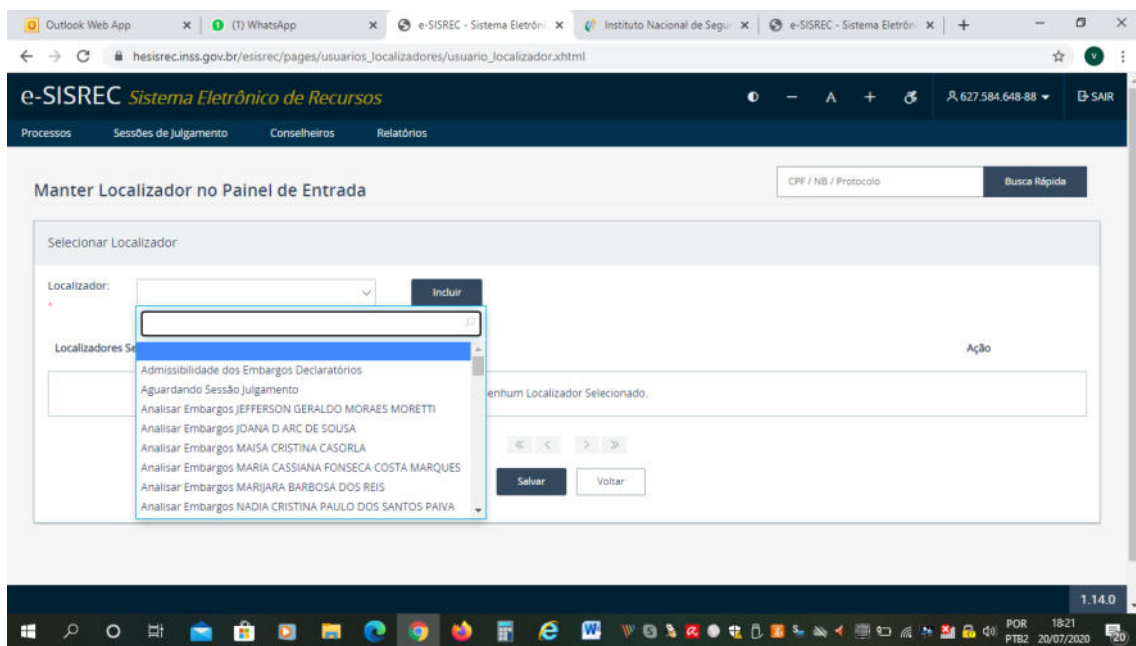 Outlook Web App
(1) WhatsApp
e-SISREC - Sistema Eletrôni
Instituto Nacional de Segur
e-SISREC - Sistema Eletrôn
hesisrec.inss.gov.br/esisrec/pages/usuarios_localizadores/usuario_localizador.xhtml
V
e-SISREC Sistema Eletrônico de Recursos
A
627.584.648-88
SAIR
Processos Sessões de Julgamento Conselheiros Relatórios
Manter Localizador no Painel de Entrada
CPF / NB / Protocolo
Busca Rápida
Selecionar Localizador
Localizador:
*
Incluir
Localizadores Se
Ação
Admissibilidade dos Embargos Declaratórios
Aguardando Sessão Julgamento
enhum Localizador Selecionado.
Analisar Embargos JEFFERSON GERALDO MORAES MORETTI
Analisar Embargos JOANA D ARC DE SOUSA
Analisar Embargos MAISA CRISTINA CASORLA
Analisar Embargos MARIA CASSIANA FONSECA COSTA MARQUES
Analisar Embargos MARIJARA BARBOSA DOS REIS
Analisar Embargos NADIA CRISTINA PAULO DOS SANTOS PAIVA
Salvar
Voltar
1.14.0
POR 18:21
PTB2 20/07/2020
20